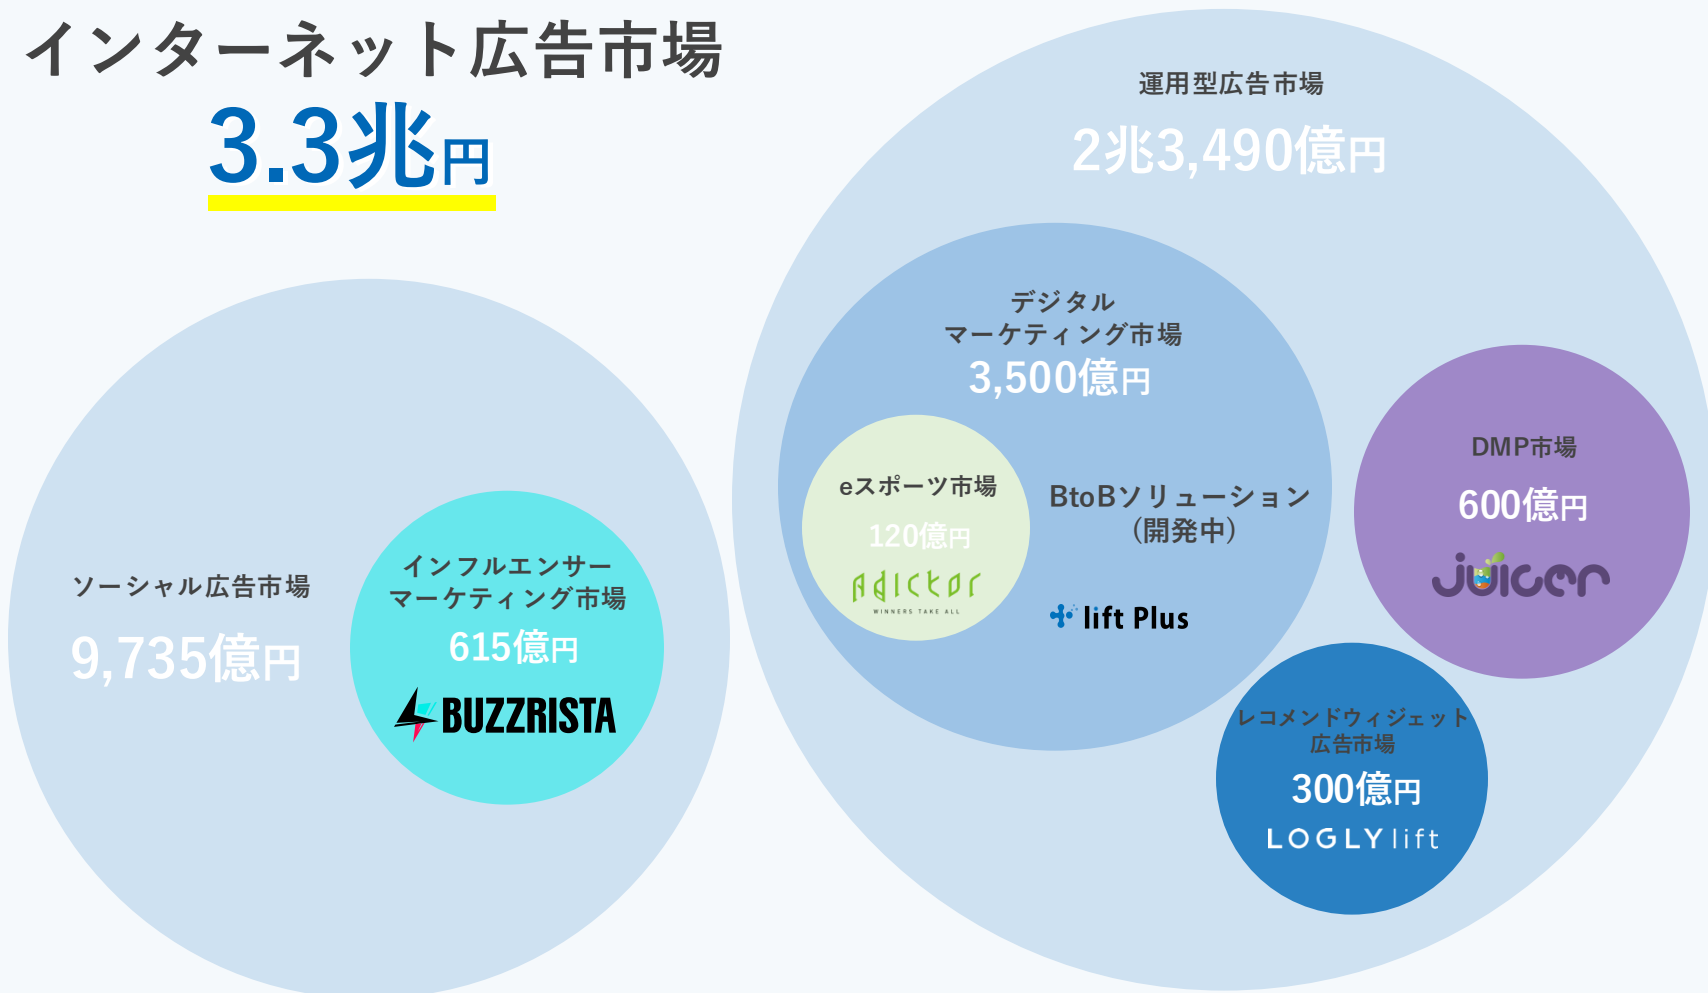 インターネット広告市場
3.3兆円
運用型広告市場
2兆3,490億円
デジタル
マーケティング市場
3,500億円
eスポーツ市場
120億円
Adictor
WINNERS TAKE ALL
BtoBソリューション
(開発中)
lift Plus
DMP市場
600億円
juicer
レコメンドウィジェット
広告市場
300億円
LOGLY lift
ソーシャル広告市場
9,735億円
インフルエンサー
マーケティング市場
615億円
BUZZRISTA